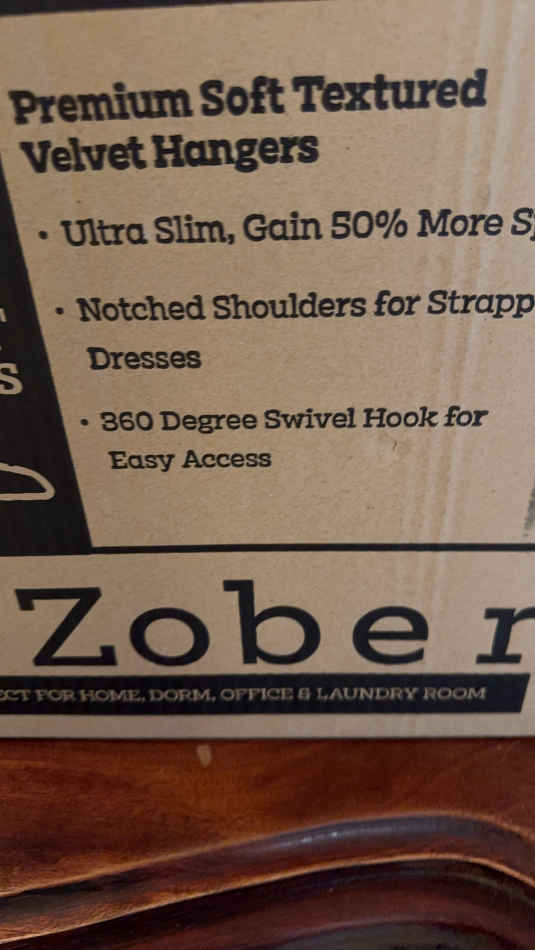 Premium Soft Textured
Velvet Hangers
• Ultra Slim, Gain 50% More
• Notched Shoulders for
Dresses
• 360 Degree Swivel Hook for
Easy Access
S
Zober
FOR HOME, DORM, OFFICE & LAUNDRY ROOM